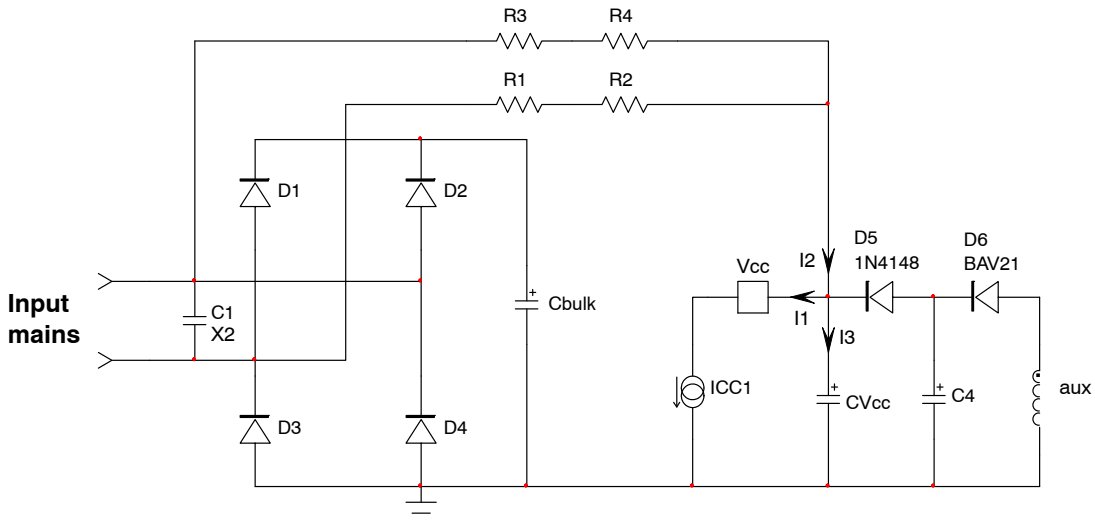 R3
R4
R1
R2
D1
D2
D5
1N4148
D6
BAV21
I2
Vcc
I1
Input
mains
C1
X2
+
Cbulk
I3
ICC1
+
CVcc
+
C4
aux
D3
D4